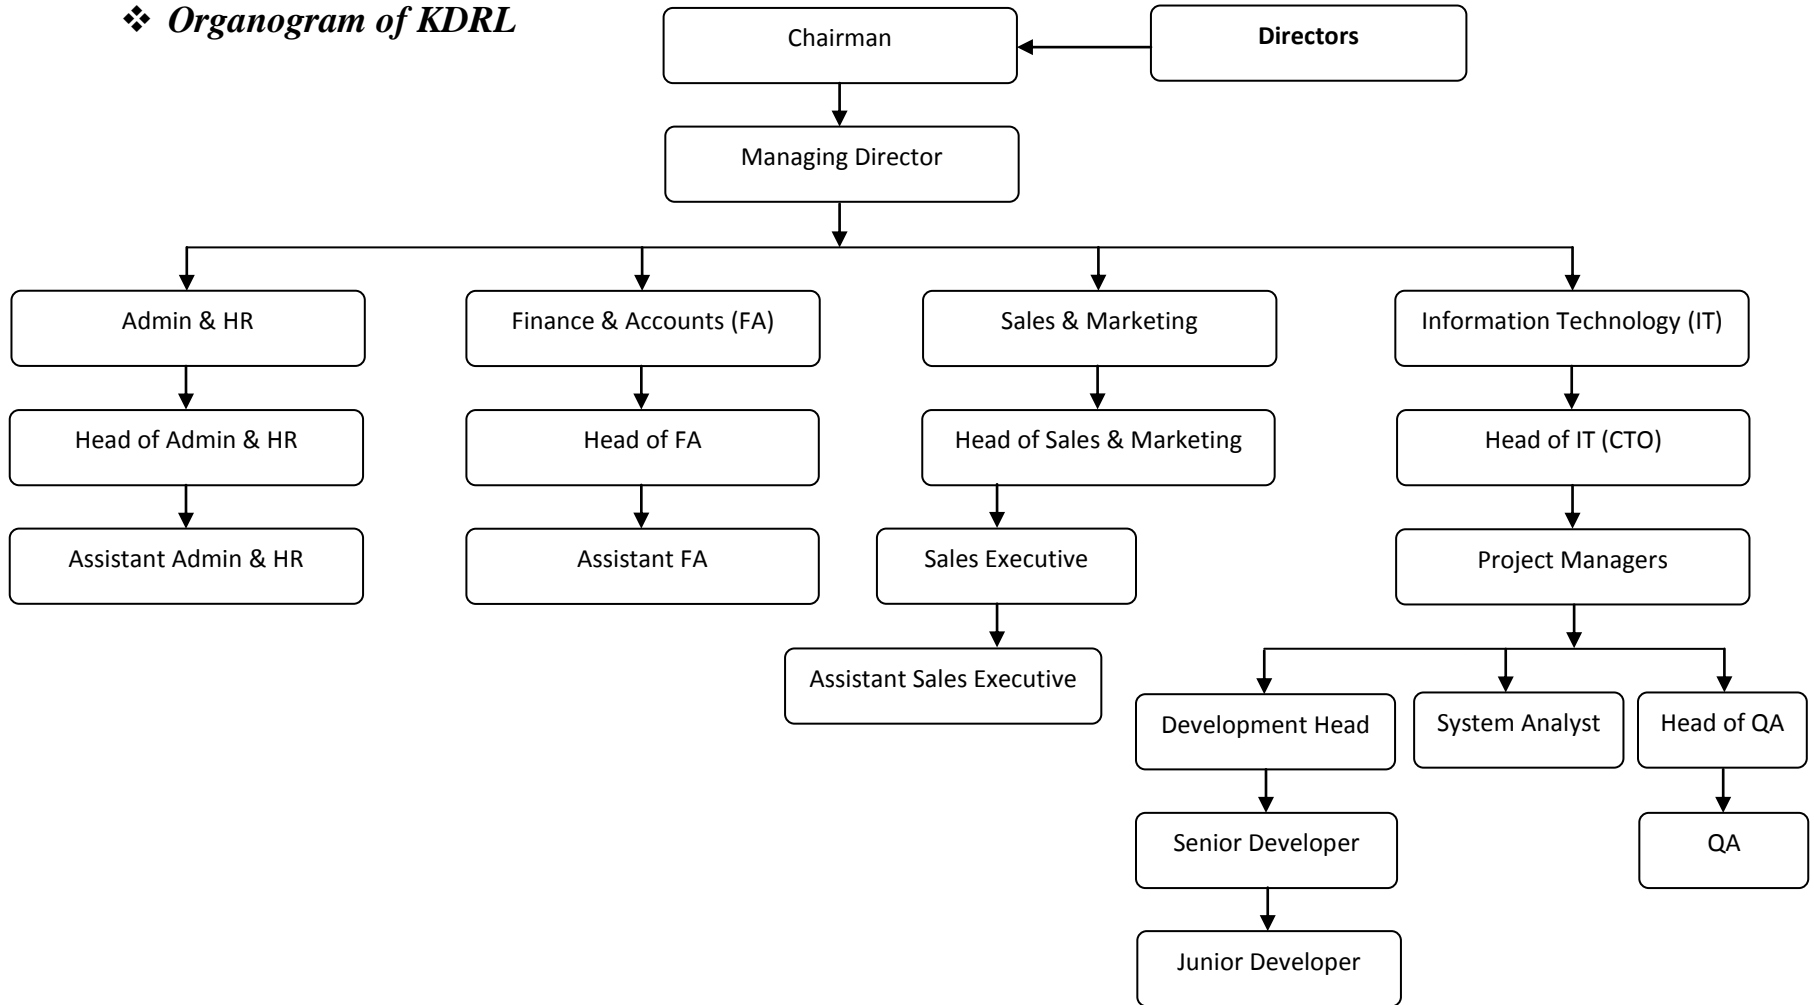 ❖ Organogram of KDRL
Chairman
Directors
Managing Director
Admin & HR
Finance & Accounts (FA)
Sales & Marketing
Information Technology (IT)
Head of Admin & HR
Head of FA
Head of Sales & Marketing
Head of IT (CTO)
Assistant Admin & HR
Assistant FA
Sales Executive
Project Managers
Assistant Sales Executive
Development Head
System Analyst
Head of QA
Senior Developer
QA
Junior Developer